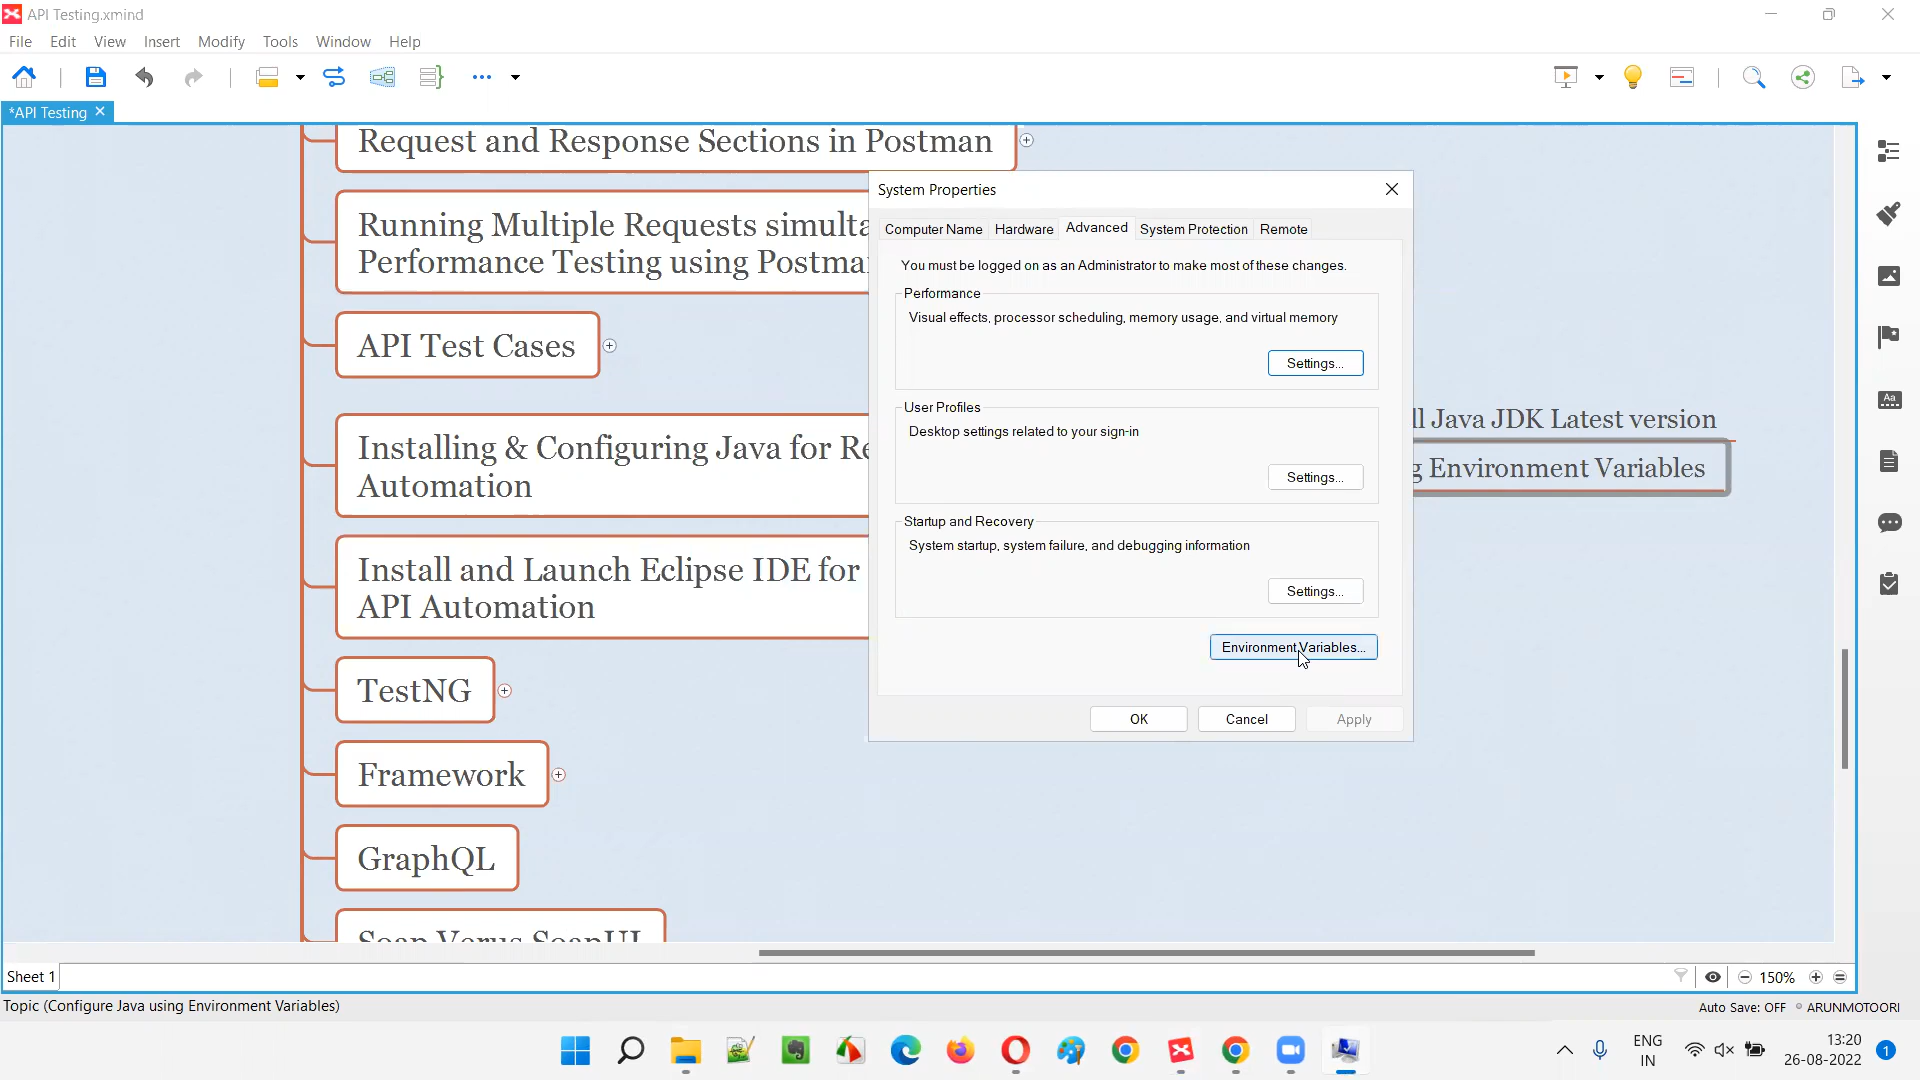 API Testing.xmind
File Edit View Insert Modify Tools Window Help
*API Testing
Request and Response Sections in Postman
Running Multiple Requests simulta
Performance Testing using Postma
API Test Cases
Installing & Configuring Java for Re
Automation
Install and Launch Eclipse IDE for
API Automation
TestNG
Framework
GraphQL
Soap Verus SoapUI
System Properties
Computer Name Hardware Advanced System Protection Remote
You must be logged on as an Administrator to make most of these changes.
Performance
Visual effects, processor scheduling, memory usage, and virtual memory
Settings...
User Profiles
Desktop settings related to your sign-in
Settings...
Startup and Recovery
System startup, system failure, and debugging information
Settings...
Environment Variables...
OK Cancel Apply
ll Java JDK Latest version
g Environment Variables
Aa
Sheet 1
150%
Topic (Configure Java using Environment Variables)
Auto Save: OFF ARUNMOTOORI
ENG
IN
13:20
26-08-2022
1